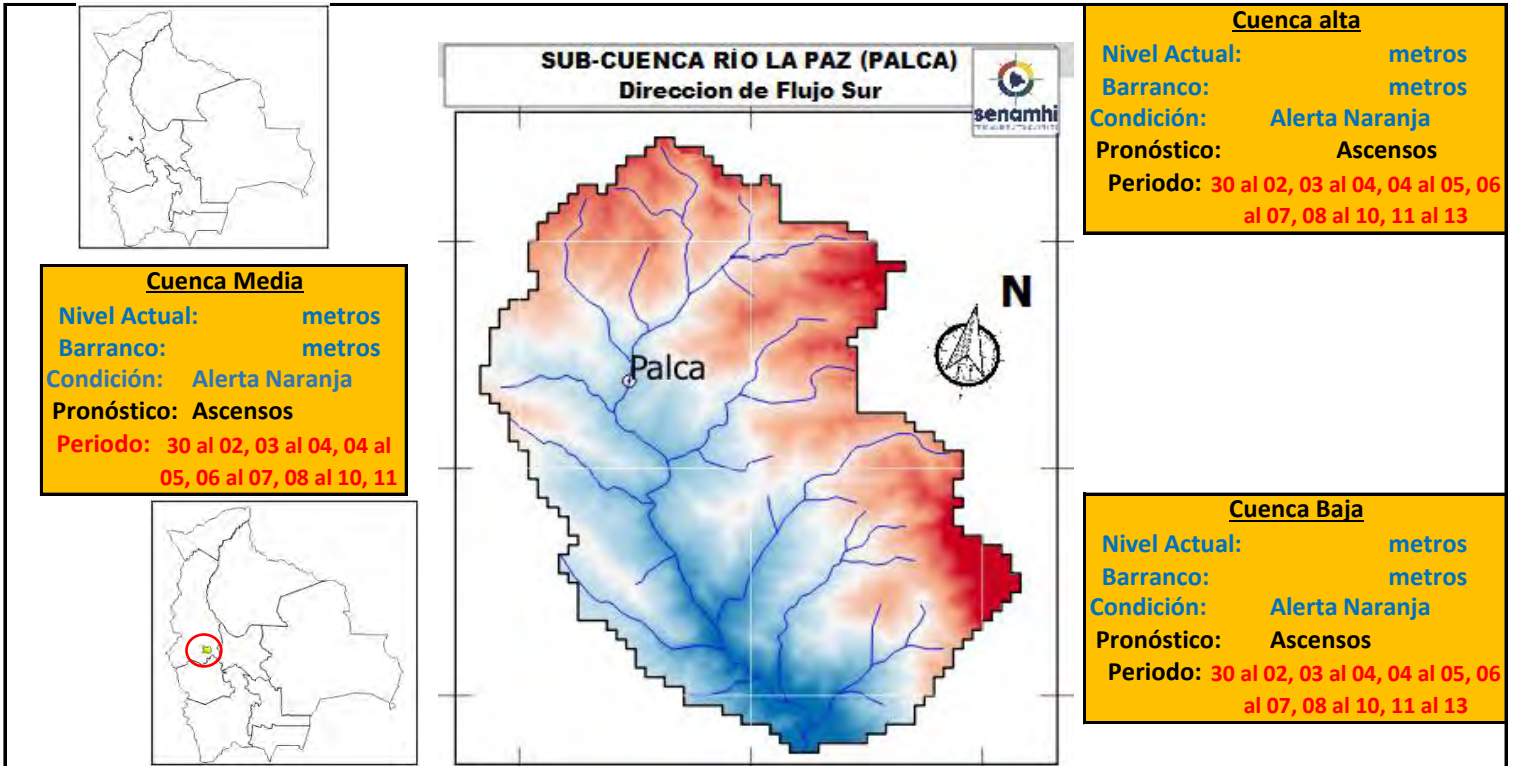 SUB-CUENCA RÍO LA PAZ (PALCA)
Direccion de Flujo Sur
senamhi
Palca
N
Cuenca alta
Nivel Actual: metros
Barranco: metros
Condición: Alerta Naranja
Pronóstico: Ascensos
Periodo: 30 al 02, 03 al 04, 04 al 05, 06
al 07, 08 al 10, 11 al 13
Cuenca Media
Nivel Actual: metros
Barranco: metros
Condición: Alerta Naranja
Pronóstico: Ascensos
Periodo: 30 al 02, 03 al 04, 04 al
05, 06 al 07, 08 al 10, 11
Cuenca Baja
Nivel Actual: metros
Barranco: metros
Condición: Alerta Naranja
Pronóstico: Ascensos
Periodo: 30 al 02, 03 al 04, 04 al 05, 06
al 07, 08 al 10, 11 al 13